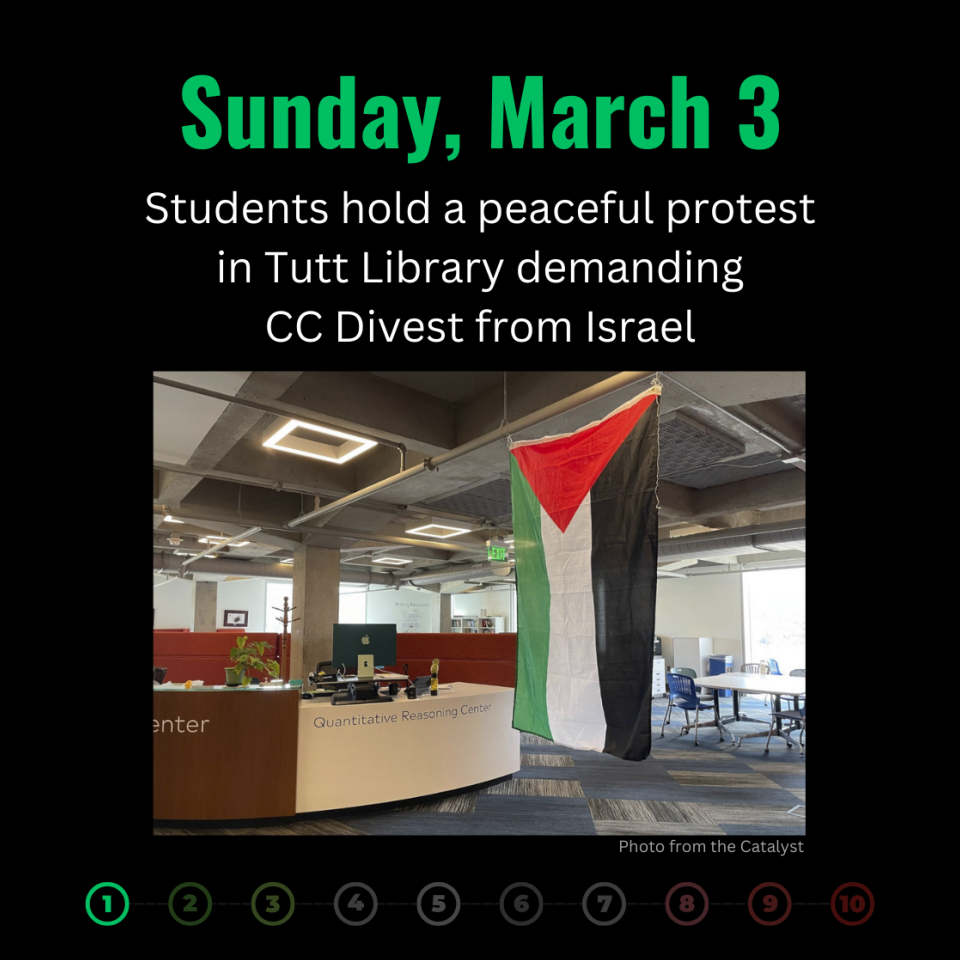 Sunday, March 3
Students hold a peaceful protest
in Tutt Library demanding
CC Divest from Israel
EXIT
enter
Quantitative Reasoning Center
Photo from the Catalyst
1 2 3 4 5 6 7 8 9 10